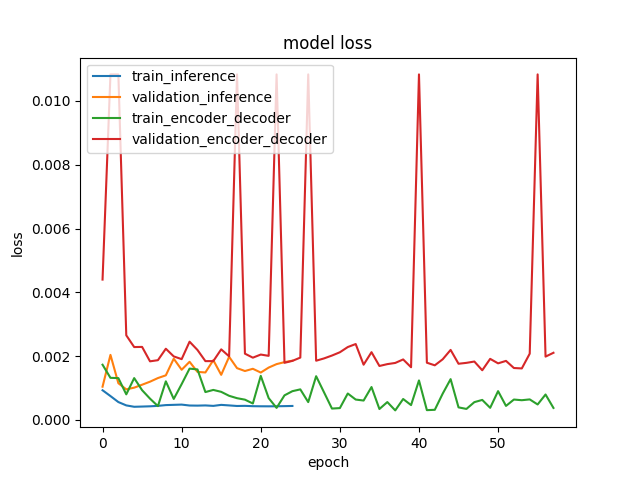 model loss
train_inference
validation_inference
train_encoder_decoder
validation_encoder_decoder
0.010
0.008
0.006
0.004
0.002
0.000
loss
0 10 20 30 40 50
epoch